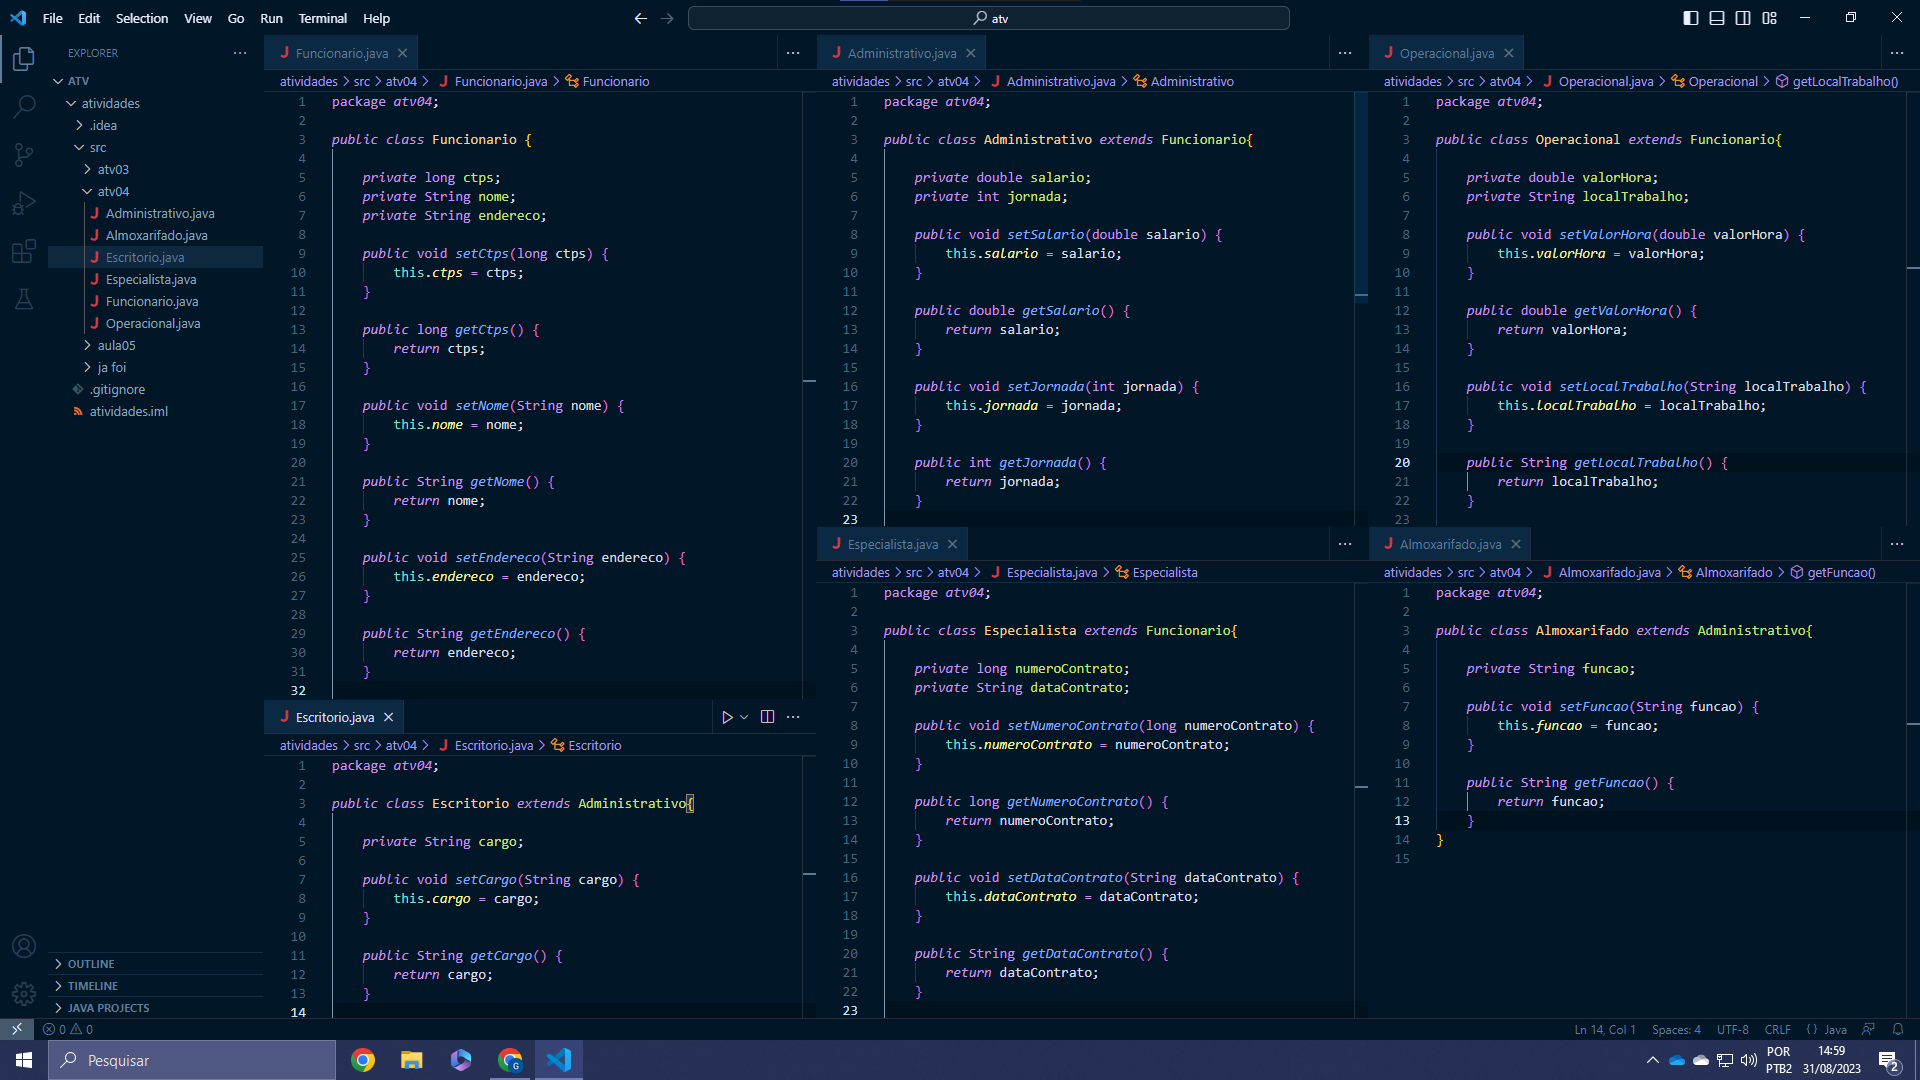 File Edit Selection View Go Run Terminal Help
atv
EXPLORER
ATV
atividades
.idea
src
atv03
atv04
Administrativo.java
Almoxarifado.java
Escritorio.java
Especialista.java
Funcionario.java
Operacional.java
aula05
ja foi
.gitignore
atividades.iml
OUTLINE
TIMELINE
JAVA PROJECTS
Funcionario.java
atividades > src > atv04 > Funcionario.java > Funcionario
1 package atv04;
2
3 public class Funcionario {
4
5 private long ctps;
6 private String nome;
7 private String endereco;
8
9 public void setCtps(long ctps) {
10 this.ctps = ctps;
11 }
12
13 public long getCtps() {
14 return ctps;
15 }
16
17 public void setNome(String nome) {
18 this.nome = nome;
19 }
20
21 public String getNome() {
22 return nome;
23 }
24
25 public void setEndereco(String endereco) {
26 this.endereco = endereco;
27 }
28
29 public String getEndereco() {
30 return endereco;
31 }
32
Escritorio.java
atividades > src > atv04 > Escritorio.java > Escritorio
1 package atv04;
2
3 public class Escritorio extends Administrativo{
4
5 private String cargo;
6
7 public void setCargo(String cargo) {
8 this.cargo = cargo;
9 }
10
11 public String getCargo() {
12 return cargo;
13 }
14
Administrativo.java
atividades > src > atv04 > Administrativo.java > Administrativo
1 package atv04;
2
3 public class Administrativo extends Funcionario{
4
5 private double salario;
6 private int jornada;
7
8 public void setSalario(double salario) {
9 this.salario = salario;
10 }
11
12 public double getSalario() {
13 return salario;
14 }
15
16 public void setJornada(int jornada) {
17 this.jornada = jornada;
18 }
19
20 public int getJornada() {
21 return jornada;
22 }
23
Especialista.java
atividades > src > atv04 > Especialista.java > Especialista
1 package atv04;
2
3 public class Especialista extends Funcionario{
4
5 private long numeroContrato;
6 private String dataContrato;
7
8 public void setNumeroContrato(long numeroContrato) {
9 this.numeroContrato = numeroContrato;
10 }
11
12 public long getNumeroContrato() {
13 return numeroContrato;
14 }
15
16 public void setDataContrato(String dataContrato) {
17 this.dataContrato = dataContrato;
18 }
19
20 public String getDataContrato() {
21 return dataContrato;
22 }
23
Operacional.java
atividades > src > atv04 > Operacional.java > Operacional > getLocalTrabalho()
1 package atv04;
2
3 public class Operacional extends Funcionario{
4
5 private double valorHora;
6 private String localTrabalho;
7
8 public void setValorHora(double valorHora) {
9 this.valorHora = valorHora;
10 }
11
12 public double getValorHora() {
13 return valorHora;
14 }
15
16 public void setLocalTrabalho(String localTrabalho) {
17 this.localTrabalho = localTrabalho;
18 }
19
20 public String getLocalTrabalho() {
21 return localTrabalho;
22 }
23
Almoxarifado.java
atividades > src > atv04 > Almoxarifado.java > Almoxarifado > getFuncao()
1 package atv04;
2
3 public class Almoxarifado extends Administrativo{
4
5 private String funcao;
6
7 public void setFuncao(String funcao) {
8 this.funcao = funcao;
9 }
10
11 public String getFuncao() {
12 return funcao;
13 }
14 }
15
0 0
Ln 14, Col 1 Spaces: 4 UTF-8 CRLF {} Java
Pesquisar
POR
PTB2
14:59
31/08/2023
2